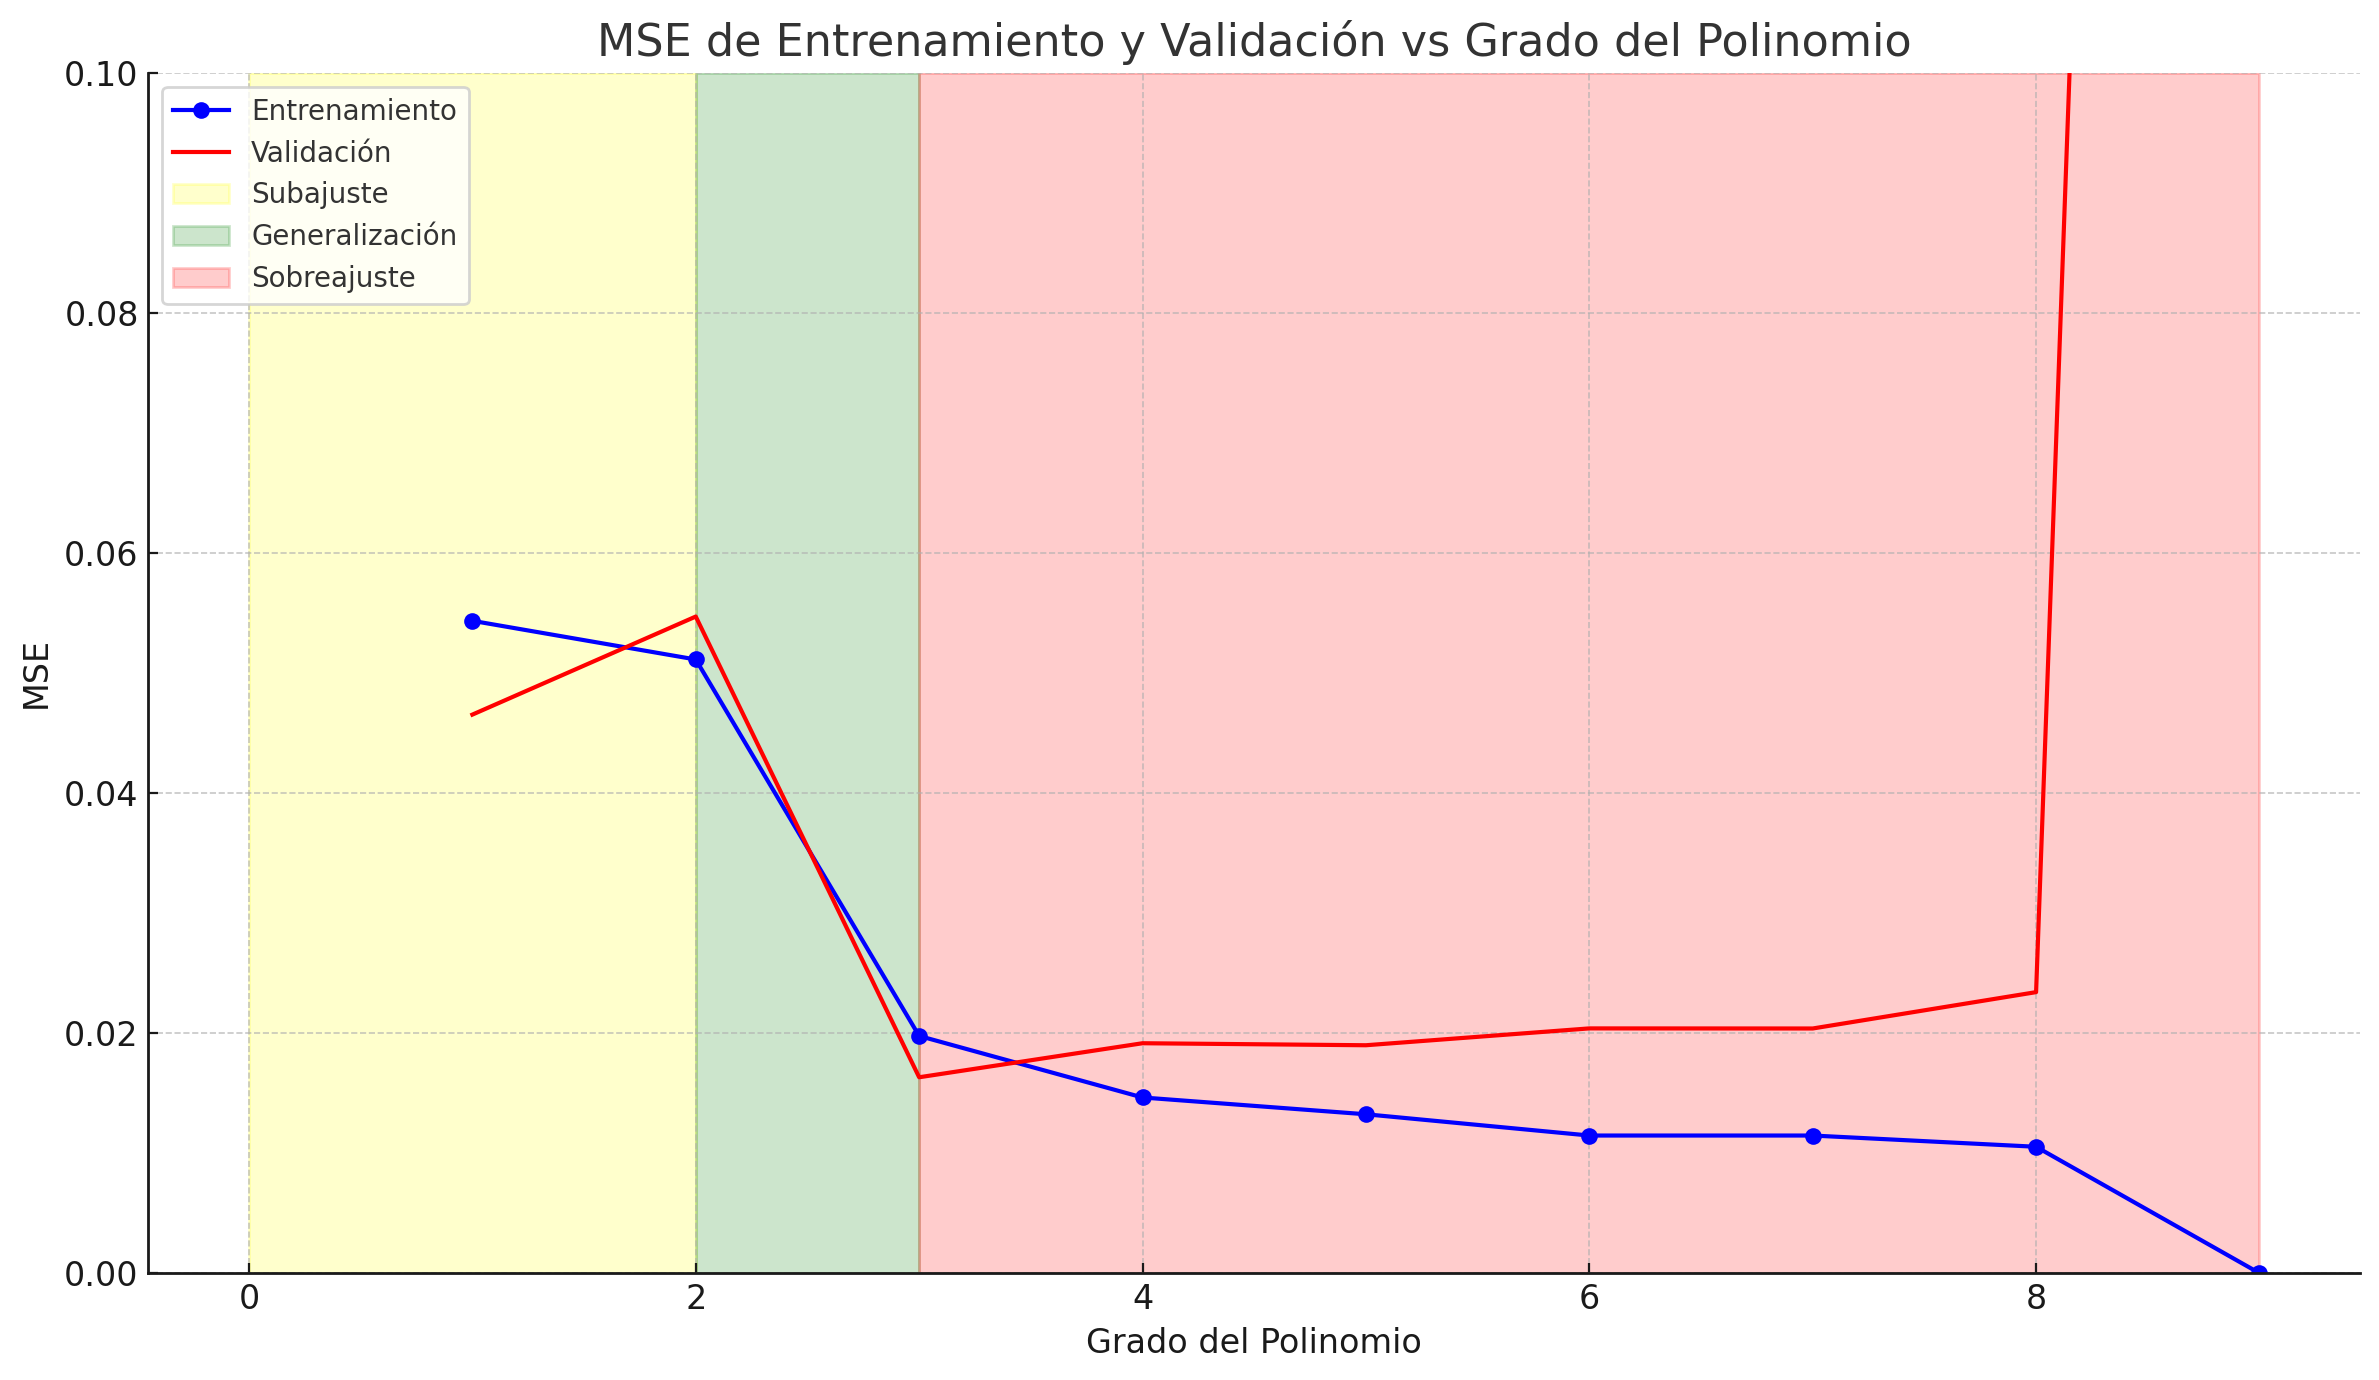 MSE de Entrenamiento y Validación vs Grado del Polinomio
0.10
0.08
0.06
0.04
0.02
0.00
MSE
Entrenamiento
Validación
Subajuste
Generalización
Sobreajuste
0 2 4 6 8
Grado del Polinomio